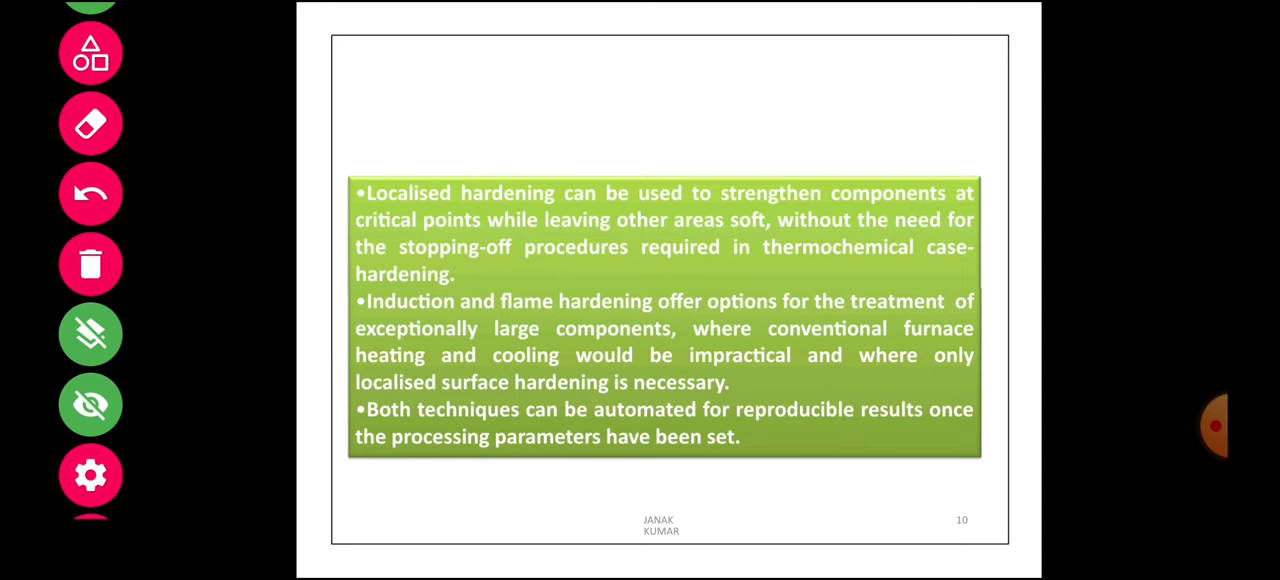 •Localised hardening can be used to strengthen components at
critical points while leaving other areas soft, without the need for
the stopping-off procedures required in thermochemical case-
hardening.
•Induction and flame hardening offer options for the treatment of
exceptionally large components, where conventional furnace
heating and cooling would be impractical and where only
localised surface hardening is necessary.
•Both techniques can be automated for reproducible results once
the processing parameters have been set.
JANAK
KUMAR
10